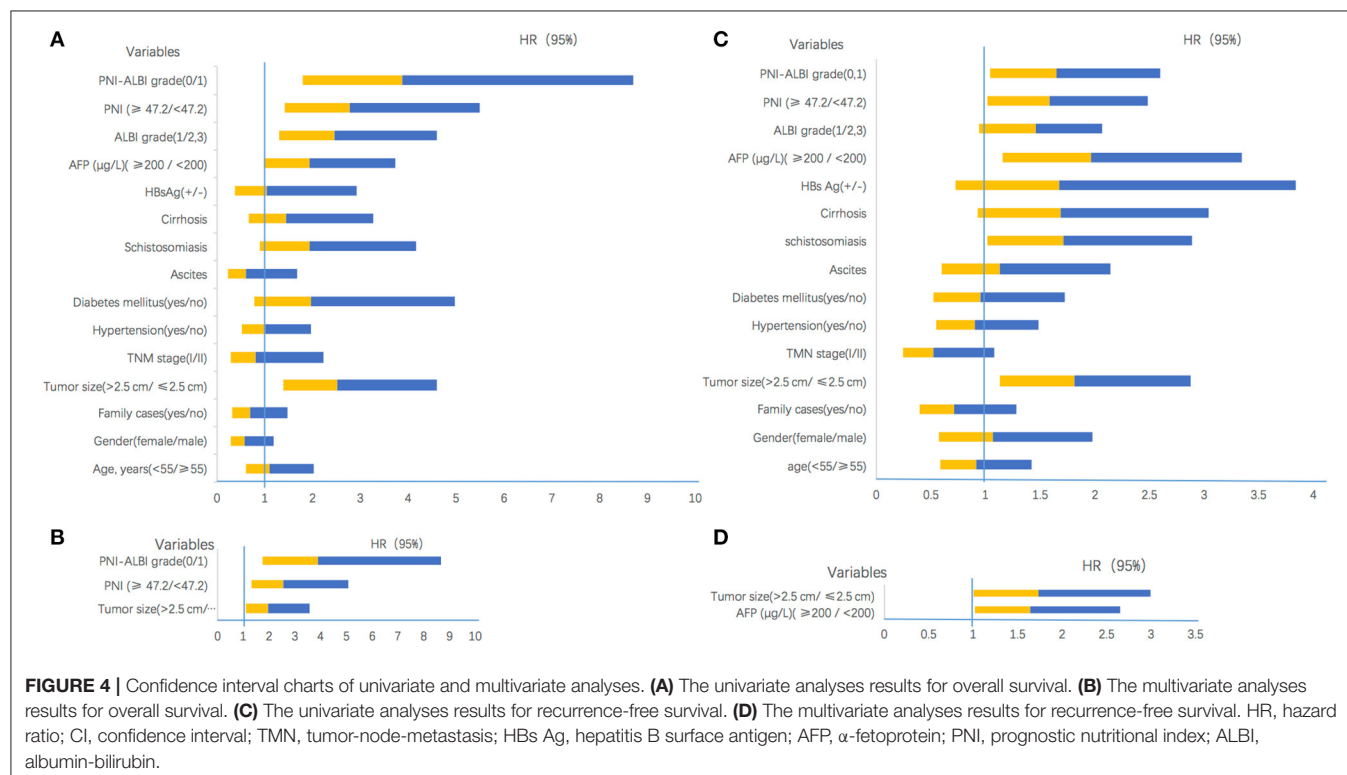 A
Variables
HR (95%)
PNI-ALBI grade(0/1)
PNI (≥ 47.2/<47.2)
ALBI grade(1/2,3)
AFP (μg/L)( ≥200 / <200)
HBsAg(+/-)
Cirrhosis
Schistosomiasis
Ascites
Diabetes mellitus(yes/no)
Hypertension(yes/no)
TNM stage(I/II)
Tumor size(>2.5 cm/ ≤2.5 cm)
Family cases(yes/no)
Gender(female/male)
Age, years(<55/≥55)
0 1 2 3 4 5 6 7 8 9 10
C
Variables
HR (95%)
PNI-ALBI grade(0,1)
PNI (≥ 47.2/<47.2)
ALBI grade(1/2,3)
AFP (μg/L)( ≥200 / <200)
HBs Ag(+/-)
Cirrhosis
schistosomiasis
Ascites
Diabetes mellitus(yes/no)
Hypertension(yes/no)
TMN stage(I/II)
Tumor size(>2.5 cm/ ≤2.5 cm)
Family cases(yes/no)
Gender(female/male)
age(<55/≥55)
0 0.5 1 1.5 2 2.5 3 3.5 4
B
Variables
HR (95%)
PNI-ALBI grade(0/1)
PNI (≥ 47.2/<47.2)
Tumor size(>2.5 cm/···
0 1 2 3 4 5 6 7 8 9 10
D
HR (95%)
Variables
Tumor size(>2.5 cm/ ≤2.5 cm)
AFP (μg/L)( ≥200 / <200)
0 0.5 1 1.5 2 2.5 3 3.5
FIGURE 4 | Confidence interval charts of univariate and multivariate analyses. (A) The univariate analyses results for overall survival. (B) The multivariate analyses
results for overall survival. (C) The univariate analyses results for recurrence-free survival. (D) The multivariate analyses results for recurrence-free survival. HR, hazard
ratio; CI, confidence interval; TMN, tumor-node-metastasis; HBs Ag, hepatitis B surface antigen; AFP, α-fetoprotein; PNI, prognostic nutritional index; ALBI,
albumin-bilirubin.